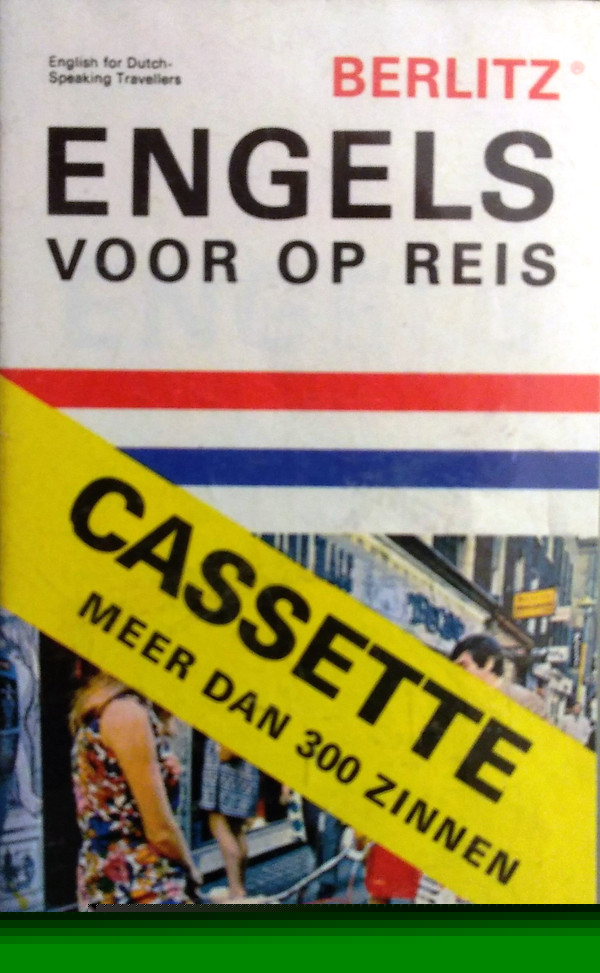 English for Dutch-
Speaking Travellers
BERLITZ®
ENGELS
VOOR OP REIS
CASSETTE
MEER DAN 300 ZINNEN